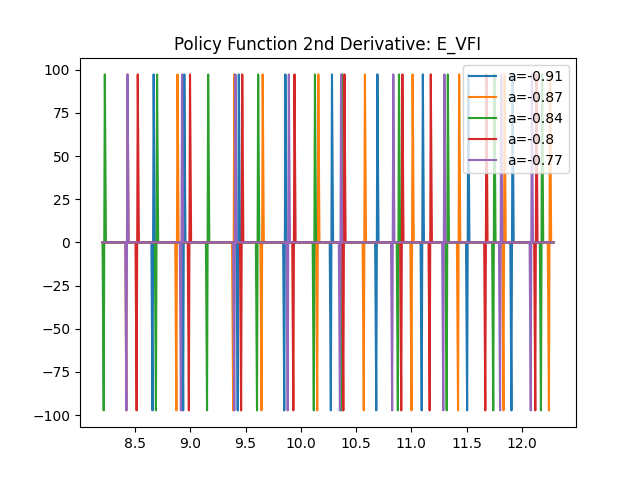 Policy Function 2nd Derivative: E_VFI
100
75
50
25
0
−25
−50
−75
−100
8.5 9.0 9.5 10.0 10.5 11.0 11.5 12.0
a=-0.91
a=-0.87
a=-0.84
a=-0.8
a=-0.77